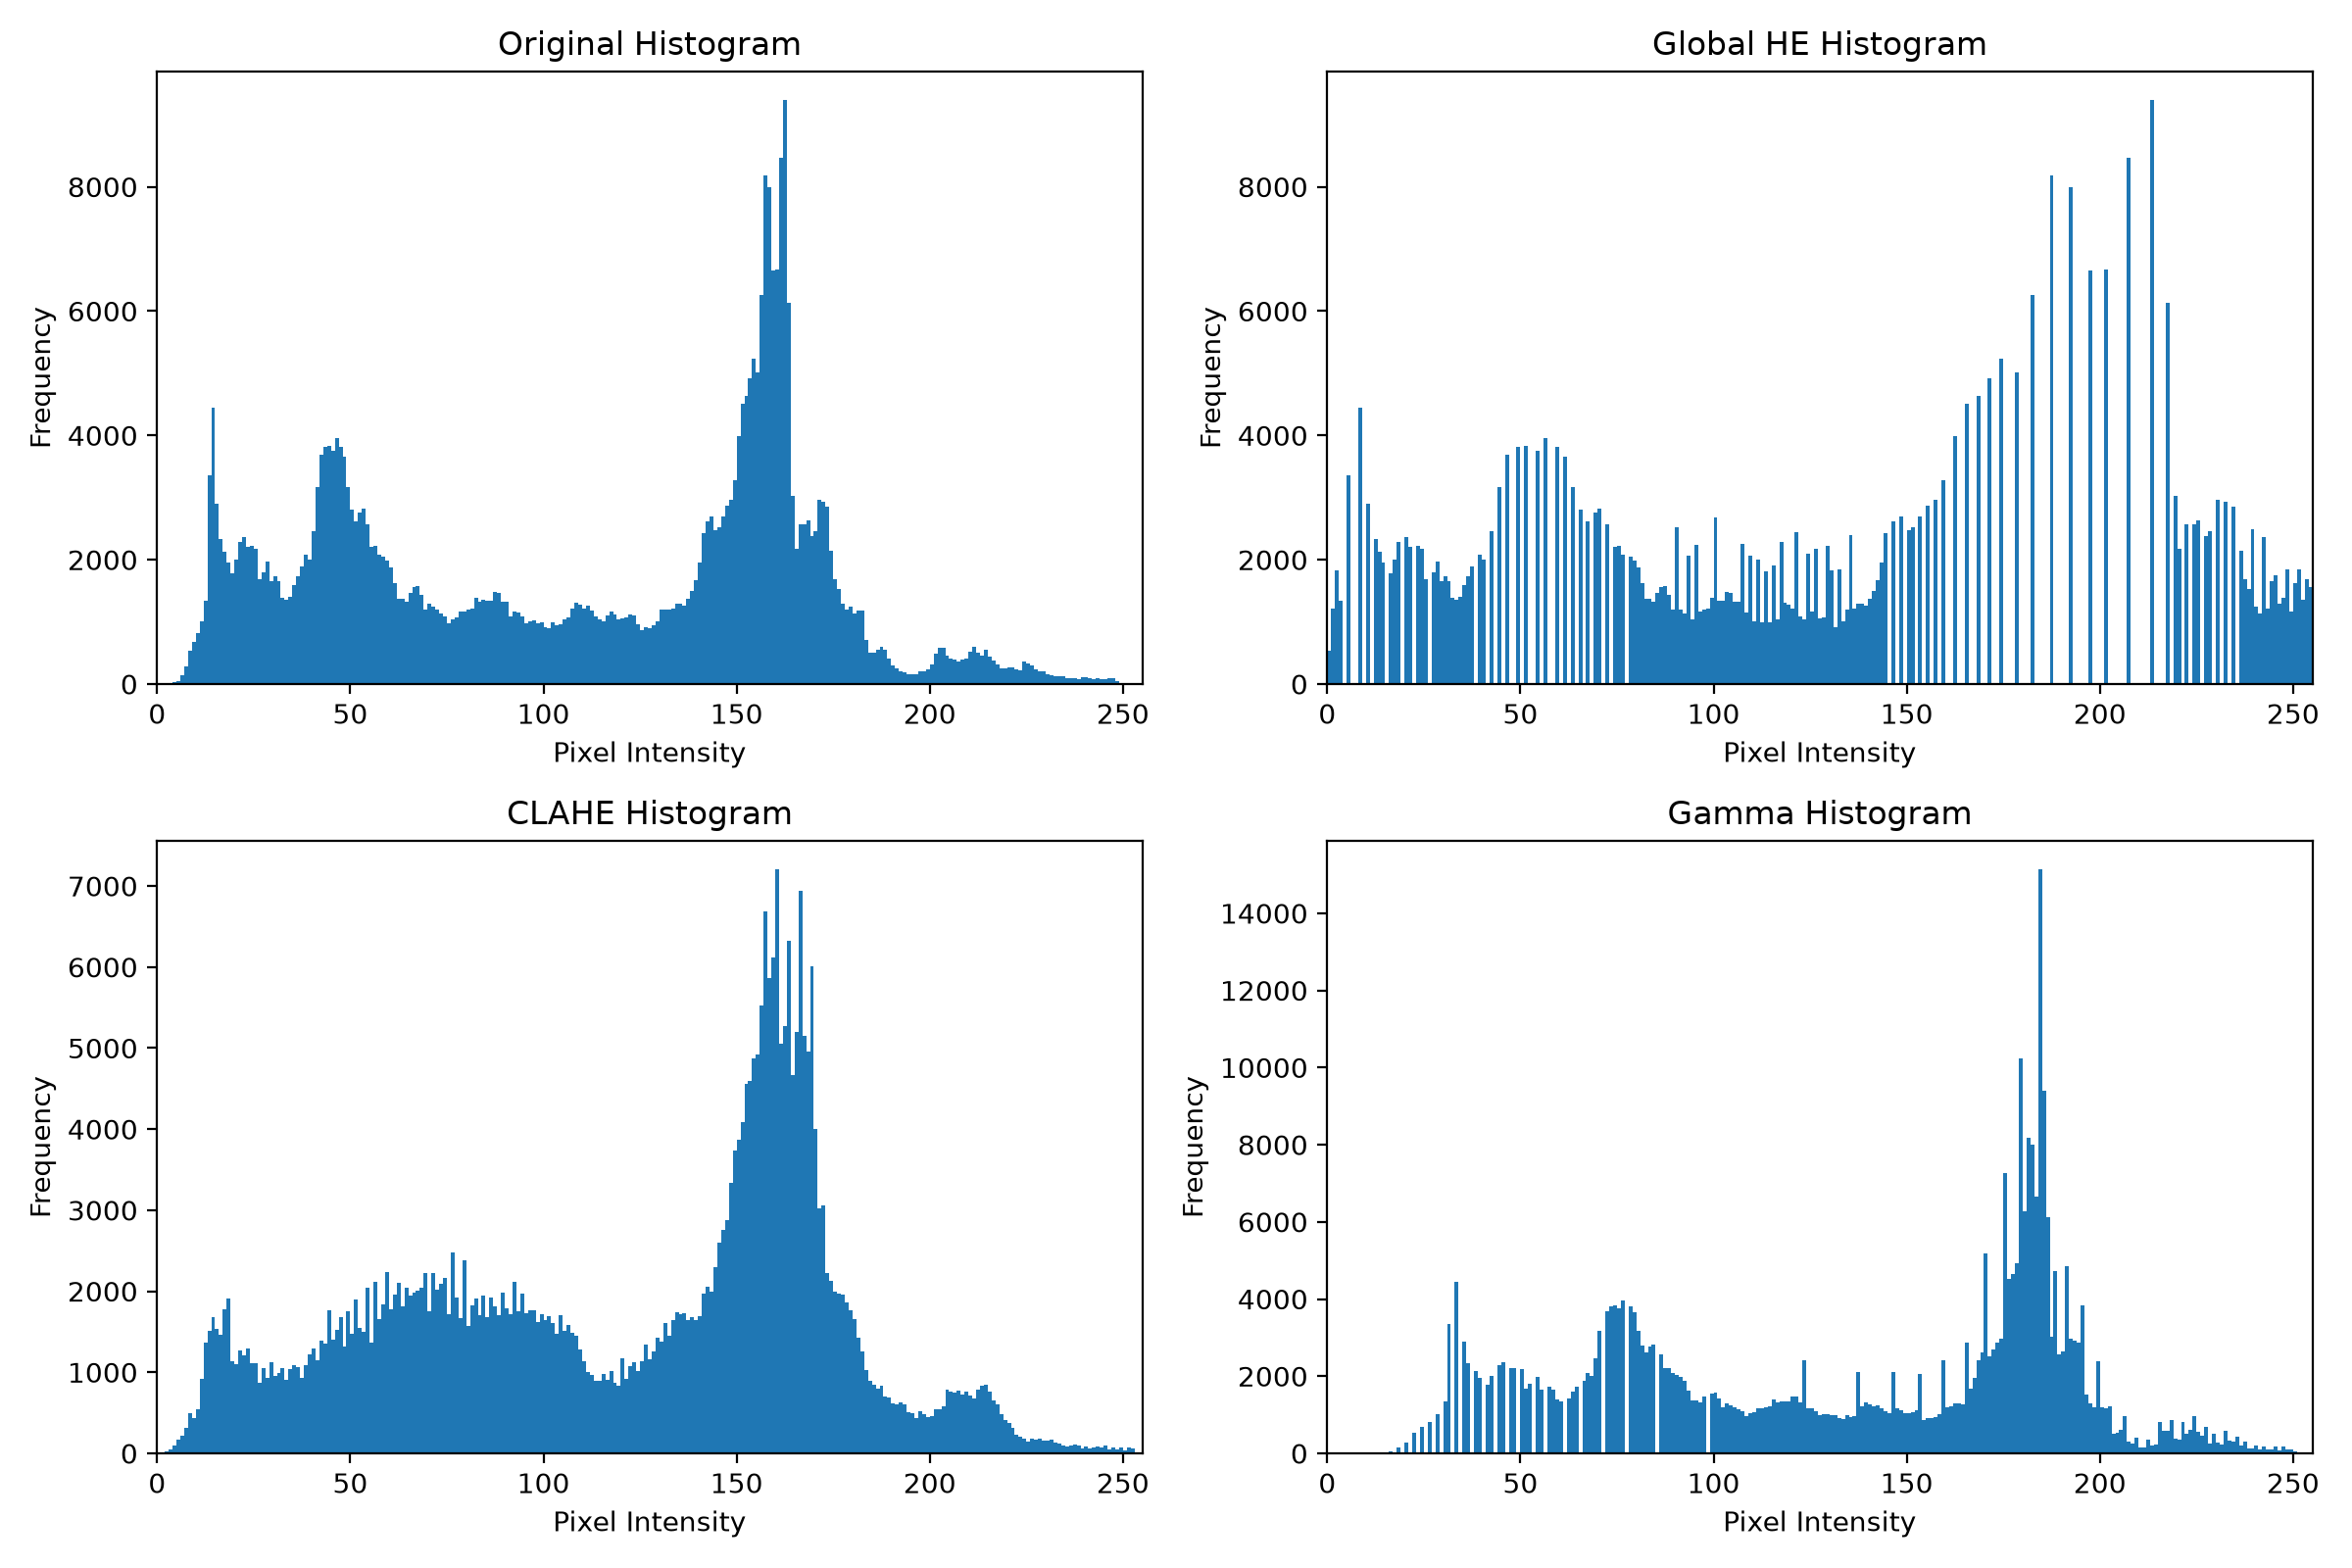 Original Histogram
Frequency
8000
6000
4000
2000
0
0 50 100 150 200 250
Pixel Intensity
Global HE Histogram
Frequency
8000
6000
4000
2000
0
0 50 100 150 200 250
Pixel Intensity
CLAHE Histogram
Frequency
7000
6000
5000
4000
3000
2000
1000
0
0 50 100 150 200 250
Pixel Intensity
Gamma Histogram
Frequency
14000
12000
10000
8000
6000
4000
2000
0
0 50 100 150 200 250
Pixel Intensity